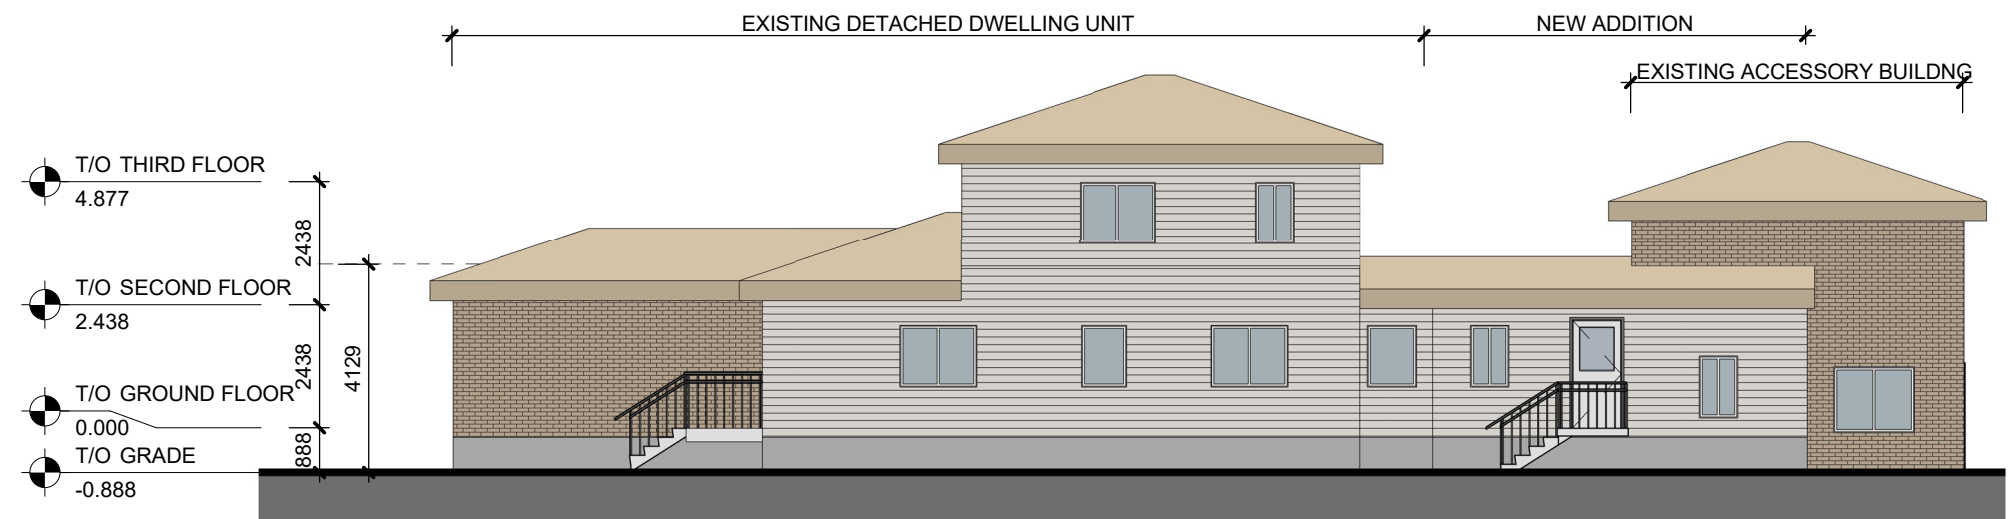 EXISTING DETACHED DWELLING UNIT
NEW ADDITION
EXISTING ACCESSORY BUILDNG
T/O THIRD FLOOR
4.877
2438
T/O SECOND FLOOR
2.438
2438
4129
T/O GROUND FLOOR
0.000
888
T/O GRADE
-0.888